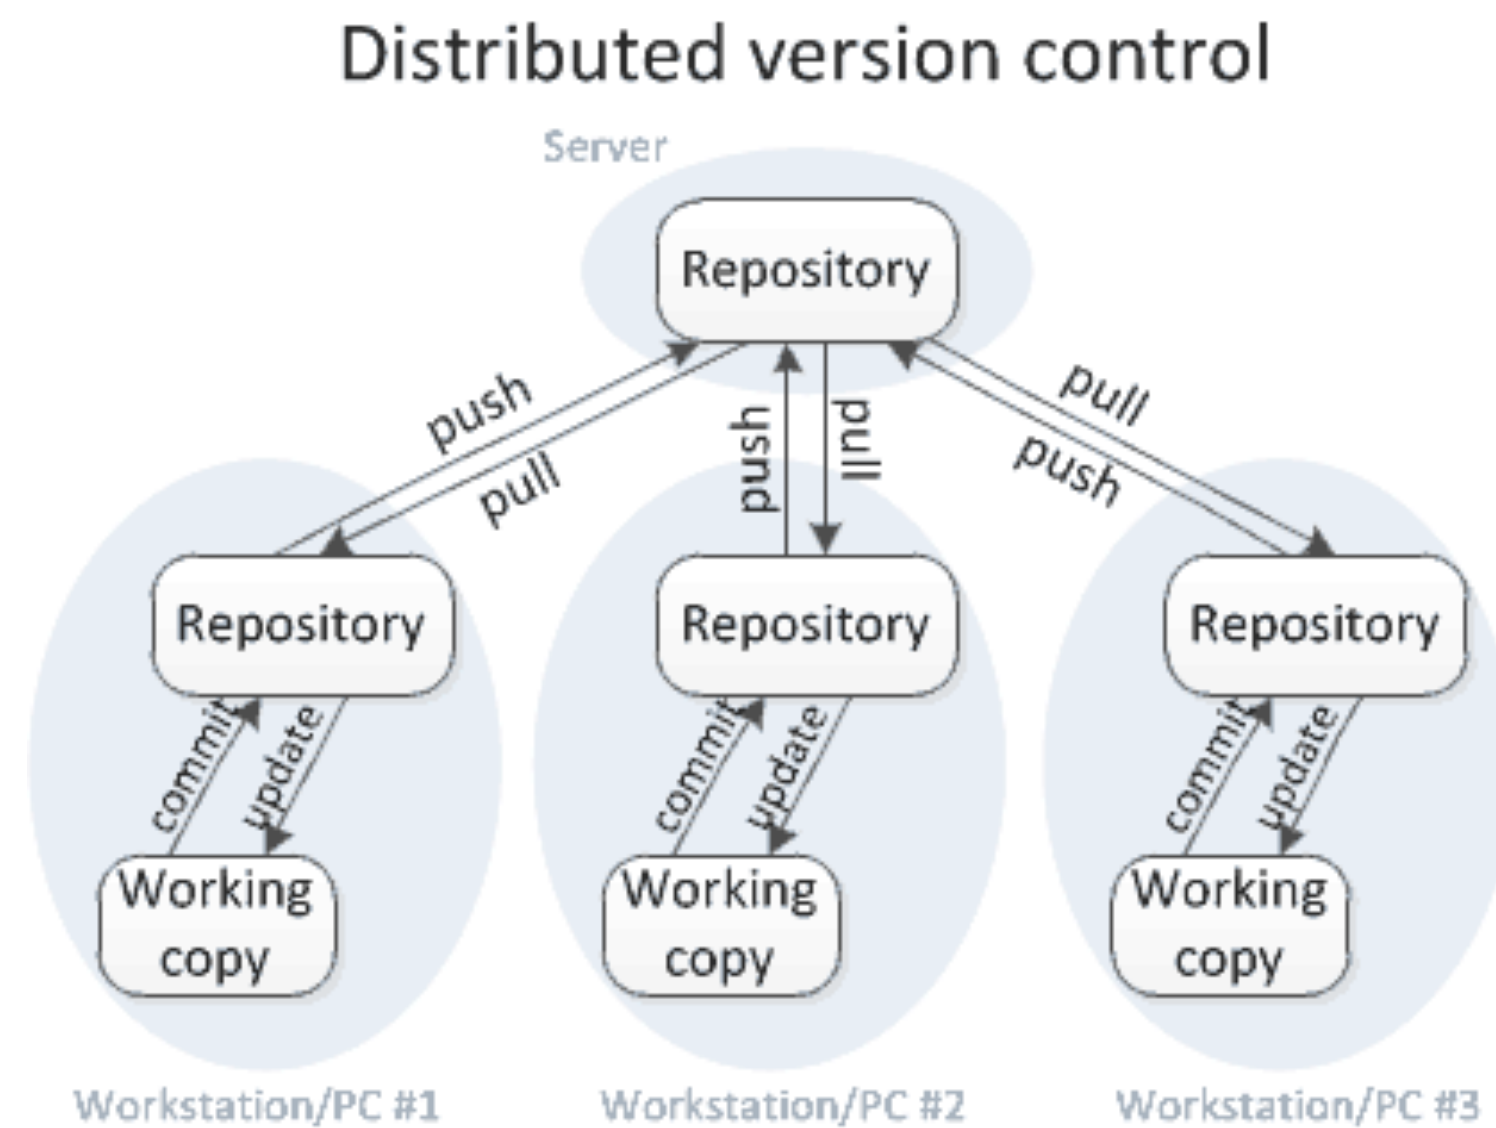 Distributed version control
Server
Repository
push
pull
push
pull
pull
push
Repository
Repository
Repository
commit
update
commit
update
commit
update
Working
copy
Working
copy
Working
copy
Workstation/PC #1
Workstation/PC #2
Workstation/PC #3